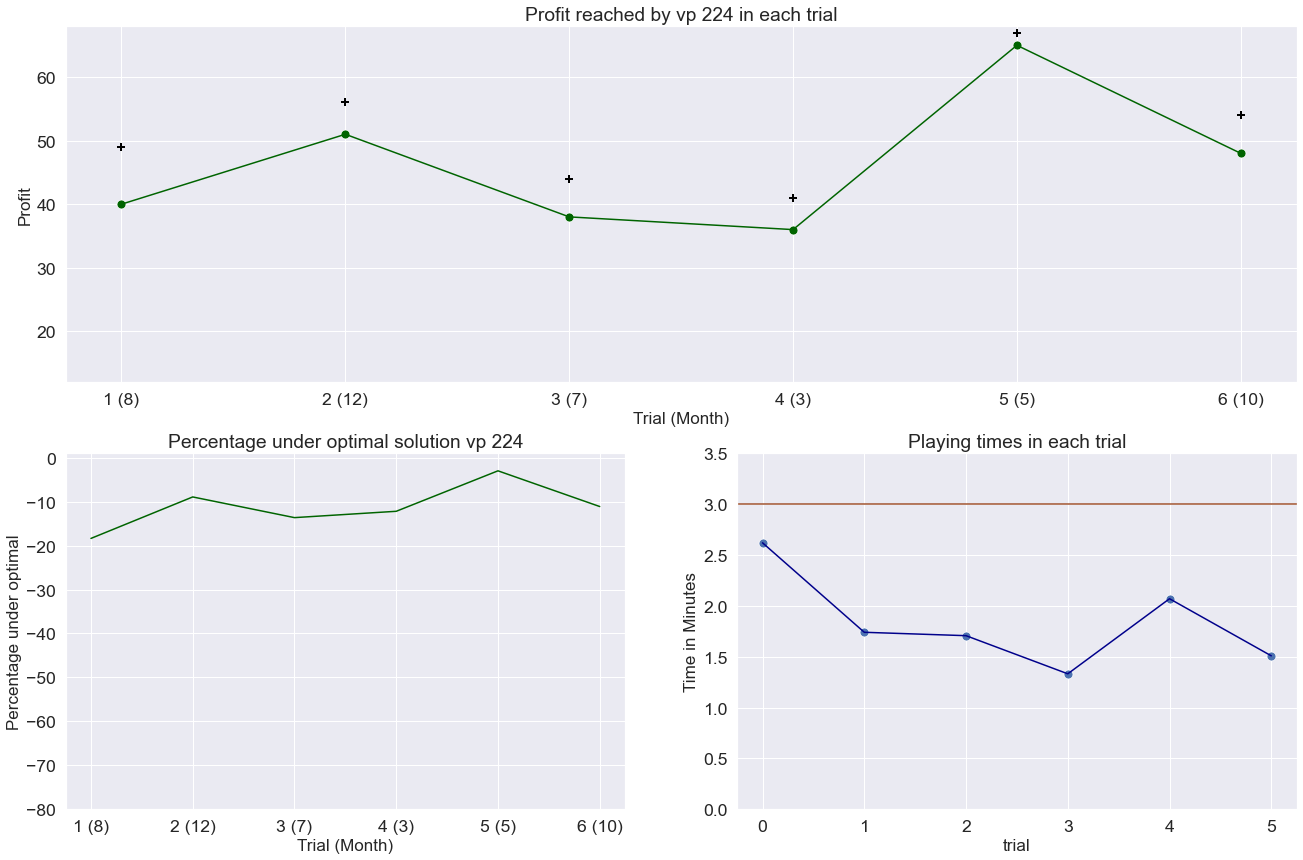 Profit reached by vp 224 in each trial
Profit
60
50
40
30
20
1 (8) 2 (12) 3 (7) 4 (3) 5 (5) 6 (10)
Trial (Month)
Percentage under optimal solution vp 224
Percentage under optimal
0
−10
−20
−30
−40
−50
−60
−70
−80
1 (8) 2 (12) 3 (7) 4 (3) 5 (5) 6 (10)
Trial (Month)
Playing times in each trial
Time in Minutes
3.5
3.0
2.5
2.0
1.5
1.0
0.5
0.0
0 1 2 3 4 5
trial